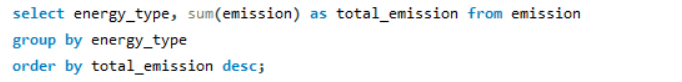 select energy_type, sum(emission) as total_emission from emission
group by energy_type
order by total_emission desc;